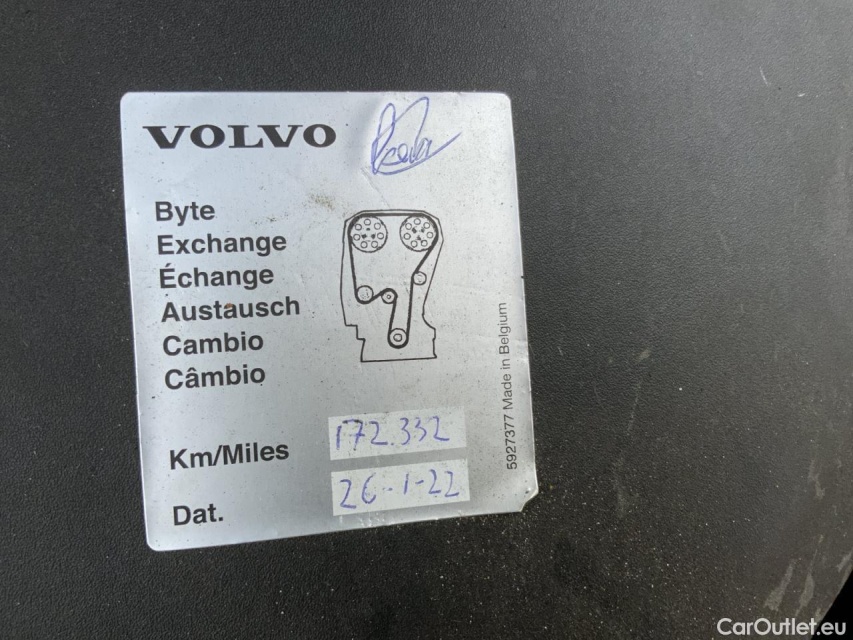 VOLVO
Byte
Exchange
Échange
Austausch
Cambio
Câmbio
Km/Miles 172.332
Dat. 26-1-22
5927377 Made in Belgium
CarOutlet.eu